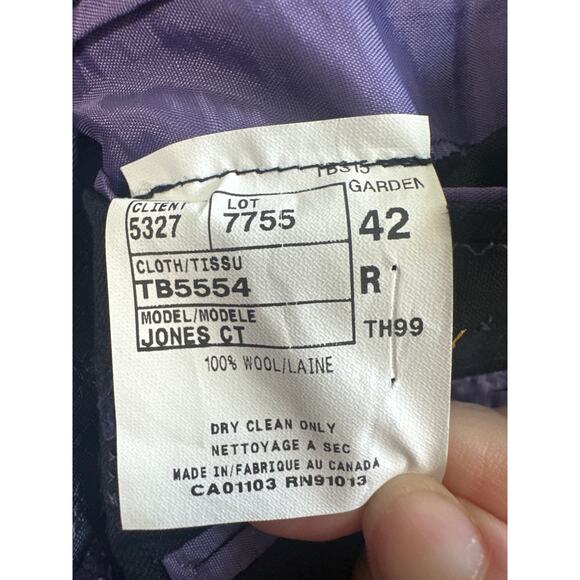 TB315
GARDEN
CLIENT LOT
5327 7755 42
CLOTH/TISSU
TB5554 R
MODEL/MODELE
JONES CT TH99
100% WOOL/LAINE
DRY CLEAN ONLY
NETTOYAGE A SEC
MADE IN/FABRIQUE AU CANADA
CA01103 RN91013